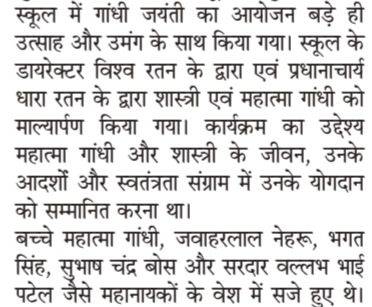 स्कूल में गांधी जयंती का आयोजन बड़े ही
उत्साह और उमंग के साथ किया गया। स्कूल के
डायरेक्टर विश्व रतन के द्वारा एवं प्रधानाचार्य
धारा रतन के द्वारा शास्त्री एवं महात्मा गांधी को
माल्यार्पण किया गया। कार्यक्रम का उद्देश्य
महात्मा गांधी और शास्त्री के जीवन, उनके
आदर्शों और स्वतंत्रता संग्राम में उनके योगदान
को सम्मानित करना था।
बच्चे महात्मा गांधी, जवाहरलाल नेहरू, भगत
सिंह, सुभाष चंद्र बोस और सरदार वल्लभ भाई
पटेल जैसे महानायकों के वेश में सजे हुए थे।